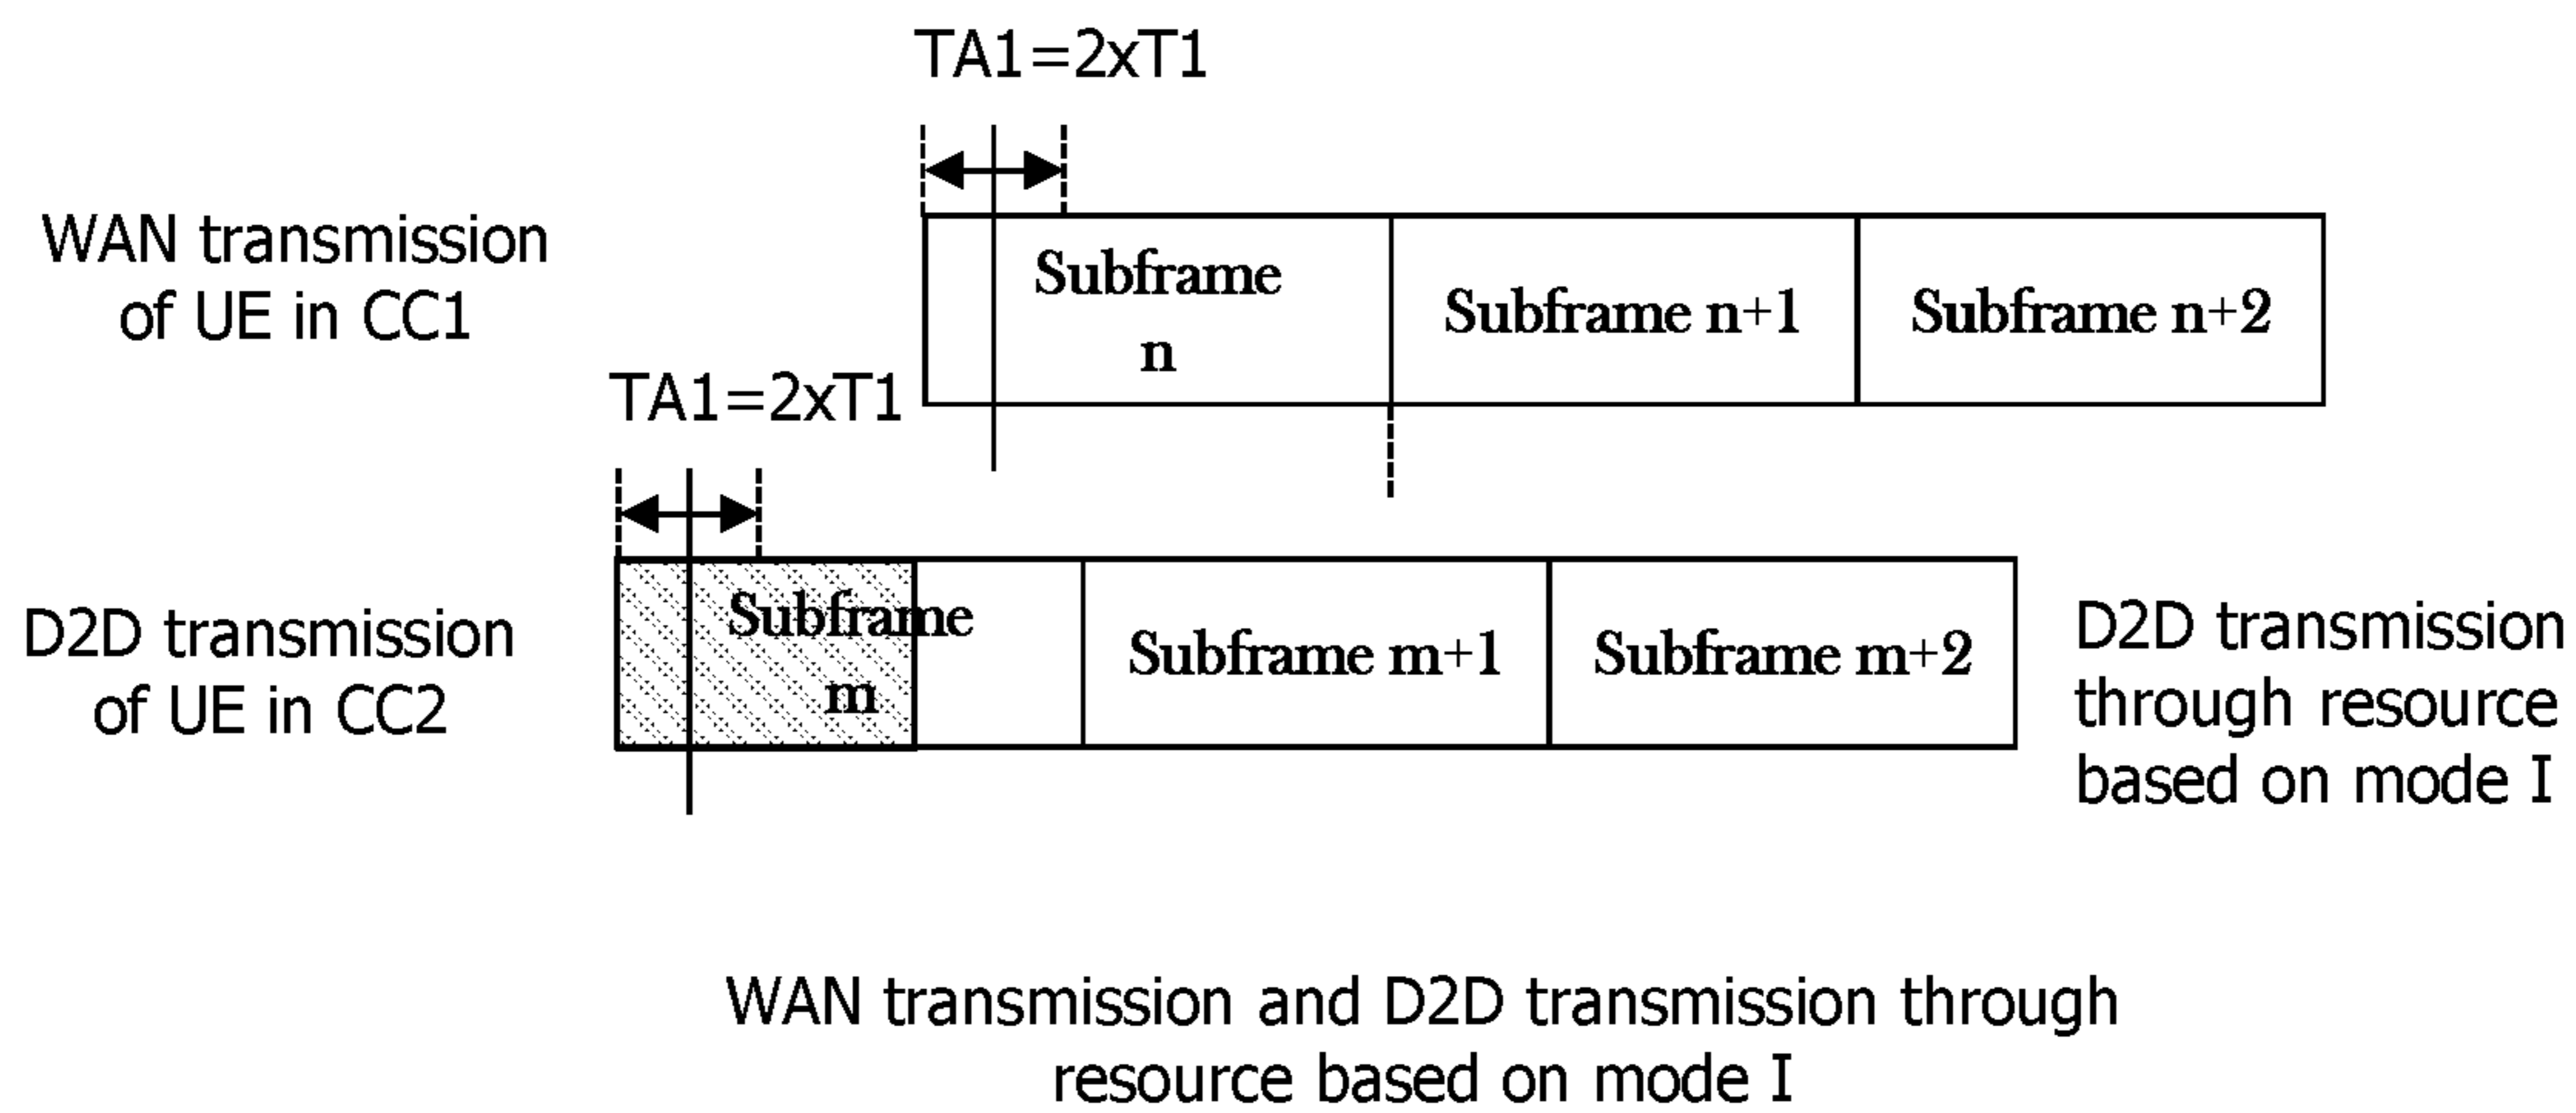 TA1=2xT1
WAN transmission
of UE in CC1
Subframe
n
Subframe n+1
Subframe n+2
TA1=2xT1
D2D transmission
of UE in CC2
Subframe
m
Subframe m+1
Subframe m+2
D2D transmission
through resource
based on mode I
WAN transmission and D2D transmission through
resource based on mode I